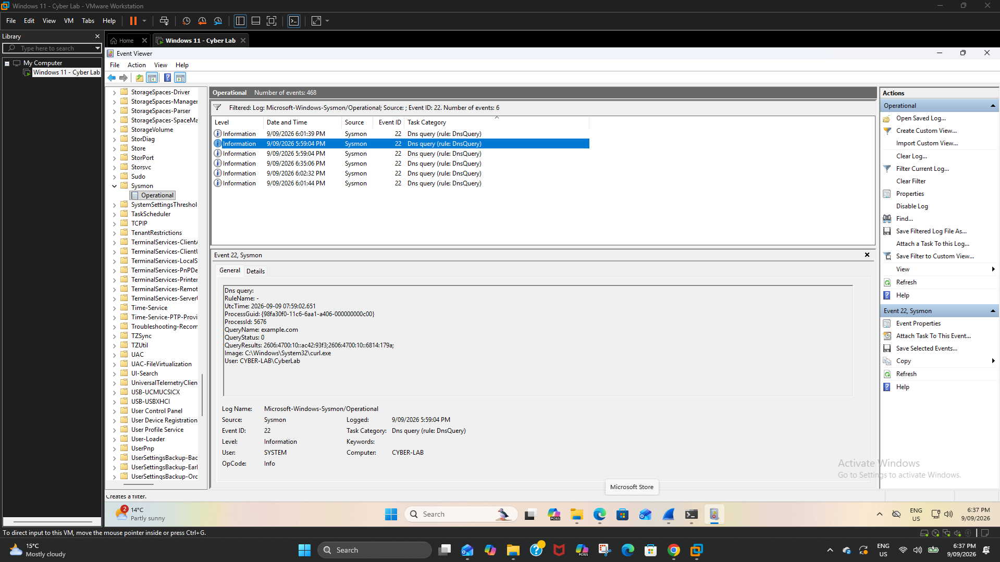 Windows 11 - Cyber Lab - VMware Workstation
File Edit View VM Tabs Help
Library
Type here to search
My Computer
Windows 11 - Cyber Lab
Home
Windows 11 - Cyber Lab
Event Viewer
File Action View Help
StorageSpaces-Driver
StorageSpaces-Manager
StorageSpaces-Parser
StorageSpaces-SpaceMa
StorageVolume
StorDiag
Store
StorPort
Storsvc
Sudo
Sysmon
Operational
SystemSettingsThreshol
TaskScheduler
TCPIP
TenantRestrictions
TerminalServices-ClientA
TerminalServices-ClientU
TerminalServices-LocalS
TerminalServices-PnPDe
TerminalServices-Printer
TerminalServices-Remot
TerminalServices-ServerU
Time-Service
Time-Service-PTP-Provi
Troubleshooting-Recom
TZSync
TZUtil
UAC
UAC-FileVirtualization
UI-Search
UniversalTelemetryClien
USB-UCMUCSICX
USB-USBXHCI
User Control Panel
User Device Registration
User Profile Service
User-Loader
UserPnp
UserSettingsBackup-Bac
UserSettingsBackup-Earl
UserSettingsBackup-Orc
Operational Number of events: 468
Filtered: Log: Microsoft-Windows-Sysmon/Operational; Source: ; Event ID: 22. Number of events: 6
Level Date and Time Source Event ID Task Category
Information 9/09/2026 6:01:39 PM Sysmon 22 Dns query (rule: DnsQuery)
Information 9/09/2026 5:59:04 PM Sysmon 22 Dns query (rule: DnsQuery)
Information 9/09/2026 5:59:04 PM Sysmon 22 Dns query (rule: DnsQuery)
Information 9/09/2026 6:35:06 PM Sysmon 22 Dns query (rule: DnsQuery)
Information 9/09/2026 6:02:32 PM Sysmon 22 Dns query (rule: DnsQuery)
Information 9/09/2026 6:01:44 PM Sysmon 22 Dns query (rule: DnsQuery)
Event 22, Sysmon
General Details
Dns query:
RuleName: -
UtcTime: 2026-09-09 07:59:02.651
ProcessGuid: {98fa30f0-11c6-6aa1-a406-000000000c00}
ProcessId: 5676
QueryName: example.com
QueryStatus: 0
QueryResults: 2606:4700:10::ac42:93f3;2606:4700:10::6814:179a;
Image: C:\Windows\System32\curl.exe
User: CYBER-LAB\CyberLab
Log Name: Microsoft-Windows-Sysmon/Operational
Source: Sysmon Logged: 9/09/2026 5:59:04 PM
Event ID: 22 Task Category: Dns query (rule: DnsQuery)
Level: Information Keywords:
User: SYSTEM Computer: CYBER-LAB
OpCode: Info
Actions
Operational
Open Saved Log...
Create Custom View...
Import Custom View...
Clear Log...
Filter Current Log...
Clear Filter
Properties
Disable Log
Find...
Save Filtered Log File As...
Attach a Task To this Log...
Save Filter to Custom View...
View
Refresh
Help
Event 22, Sysmon
Event Properties
Attach Task To This Event...
Save Selected Events...
Copy
Refresh
Help
Activate Windows
Go to Settings to activate Windows.
Microsoft Store
Creates a filter.
2
14°C
Partly sunny
Search
M365
ENG
US
6:37 PM
9/09/2026
To direct input to this VM, move the mouse pointer inside or press Ctrl+G.
15°C
Mostly cloudy
Search
M365
ENG
US
6:37 PM
9/09/2026